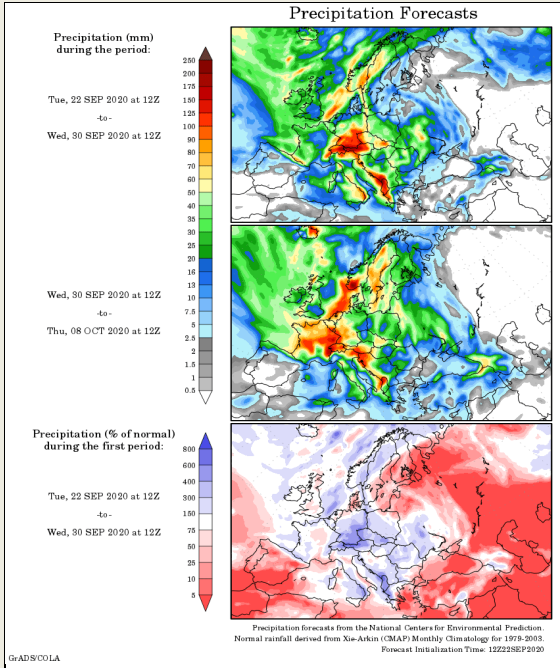 Precipitation Forecasts
Precipitation (mm)
during the period:
Tue, 22 SEP 2020 at 12Z
-to-
Wed, 30 SEP 2020 at 12Z
250
200
175
150
125
100
90
80
70
60
50
40
35
30
25
20
16
13
10
7.5
5
2.5
2
1.5
1
0.5
Wed, 30 SEP 2020 at 12Z
-to-
Thu, 08 OCT 2020 at 12Z
Precipitation (% of normal)
during the first period:
Tue, 22 SEP 2020 at 12Z
-to-
Wed, 30 SEP 2020 at 12Z
800
600
400
300
150
75
50
25
10
5
Precipitation forecasts from the National Centers for Environmental Prediction.
Normal rainfall derived from Xie-Arkin (CMAP) Monthly Climatology for 1979-2003.
Forecast Initialization Time: 12Z22SEP2020
GrADS/COLA